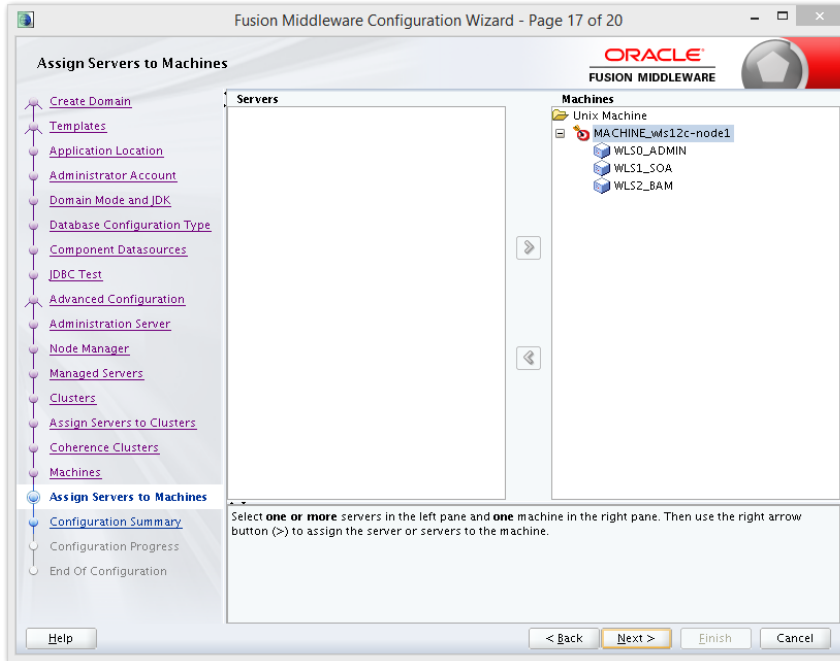 Fusion Middleware Configuration Wizard - Page 17 of 20
Assign Servers to Machines
ORACLE
FUSION MIDDLEWARE
Create Domain
Templates
Application Location
Administrator Account
Domain Mode and JDK
Database Configuration Type
Component Datasources
JDBC Test
Advanced Configuration
Administration Server
Node Manager
Managed Servers
Clusters
Assign Servers to Clusters
Coherence Clusters
Machines
Assign Servers to Machines
Configuration Summary
Configuration Progress
End Of Configuration
Servers
Machines
Unix Machine
MACHINE_wls12c-node1
WLS0_ADMIN
WLS1_SOA
WLS2_BAM
Select one or more servers in the left pane and one machine in the right pane. Then use the right arrow
button (>) to assign the server or servers to the machine.
Help
< Back
Next >
Finish
Cancel